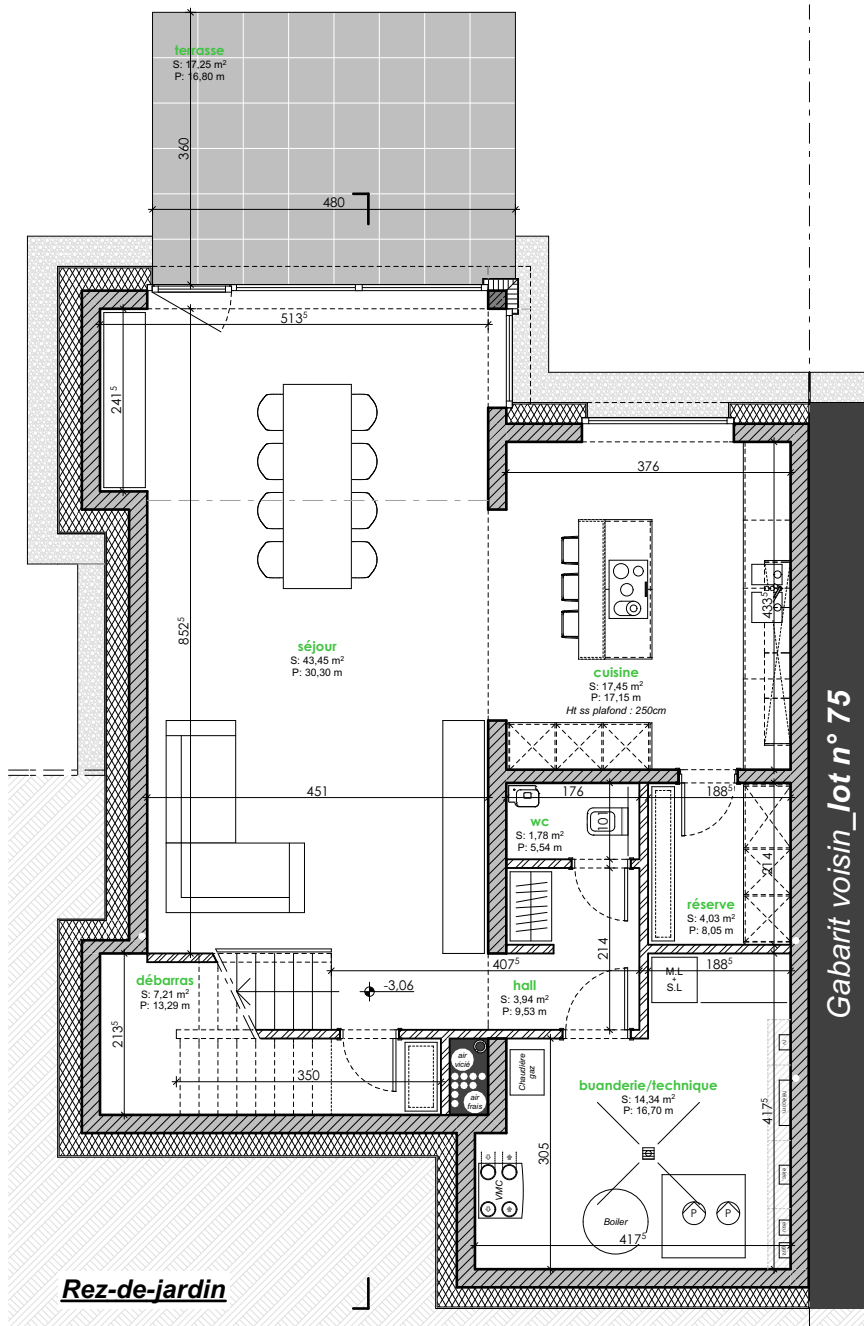 terrasse
S: 17,25 m²
P: 16,80 m
360
480
513⁵
241⁵
376
852⁵
433⁵
séjour
S: 43,45 m²
P: 30,30 m
cuisine
S: 17,45 m²
P: 17,15 m
Ht ss plafond : 250cm
Gabarit voisin_lot n° 75
451
176
188⁵
wc
S: 1,78 m²
P: 5,54 m
101
214
réserve
S: 4,03 m²
P: 8,05 m
214
407⁵
188⁵
débarras
S: 7,21 m²
P: 13,29 m
-3,06
hall
S: 3,94 m²
P: 9,53 m
M.L
+
S.L
213⁵
350
air
vicié
air
frais
Chaudière
gaz
buanderie/technique
S: 14,34 m²
P: 16,70 m
417⁵
305
VMC
Boiler
P
P
417⁵
Rez-de-jardin